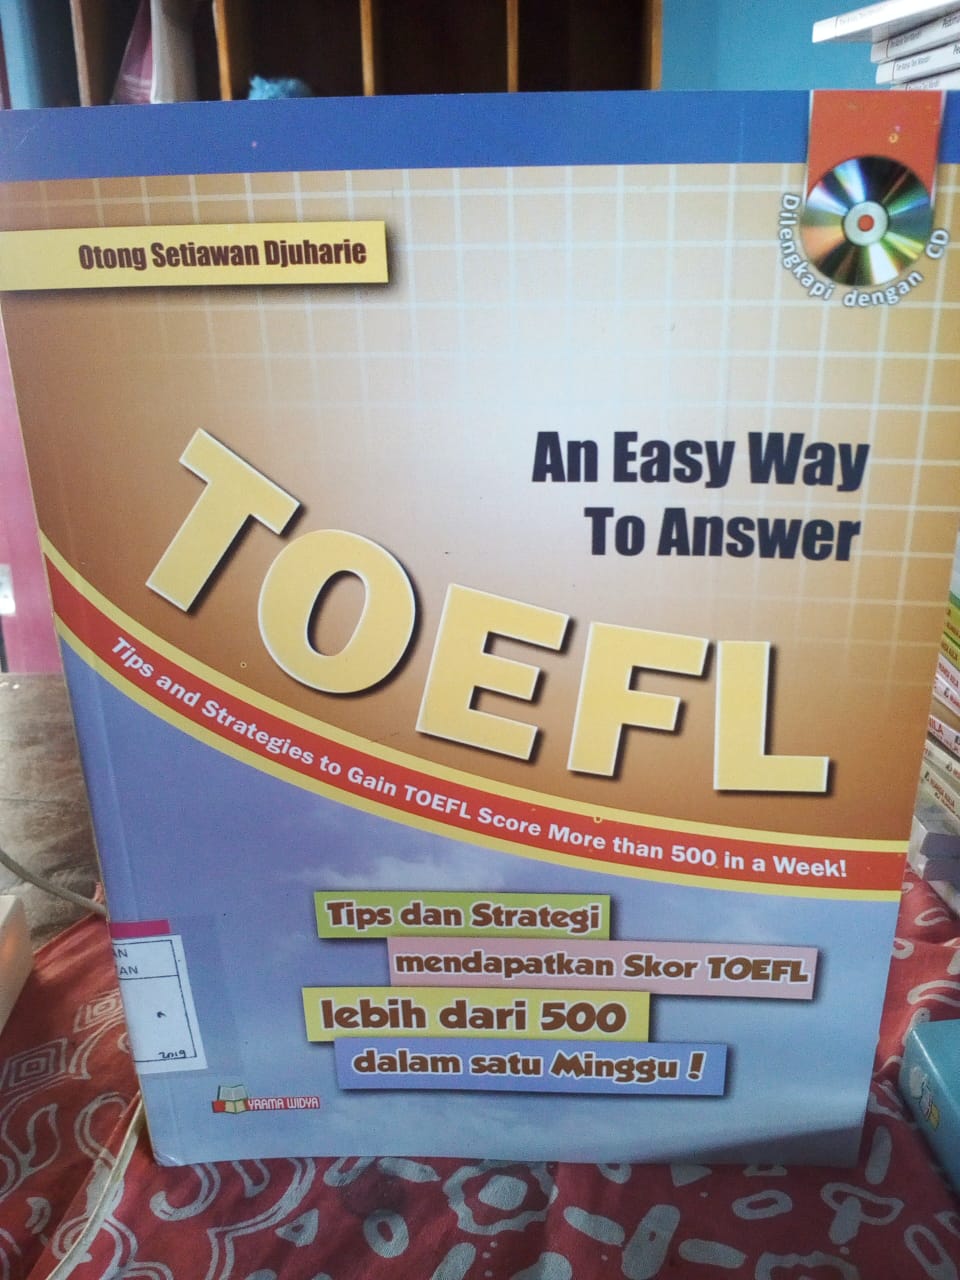 Otong Setiawan Djuharie
Dilengkapi dengan CD
An Easy Way
To Answer
TOEFL
Tips and Strategies to Gain TOEFL Score More than 500 in a Week!
Tips dan Strategi
mendapatkan Skor TOEFL
lebih dari 500
dalam satu Minggu !
AN
AN
2019
YRAMA WIDYA